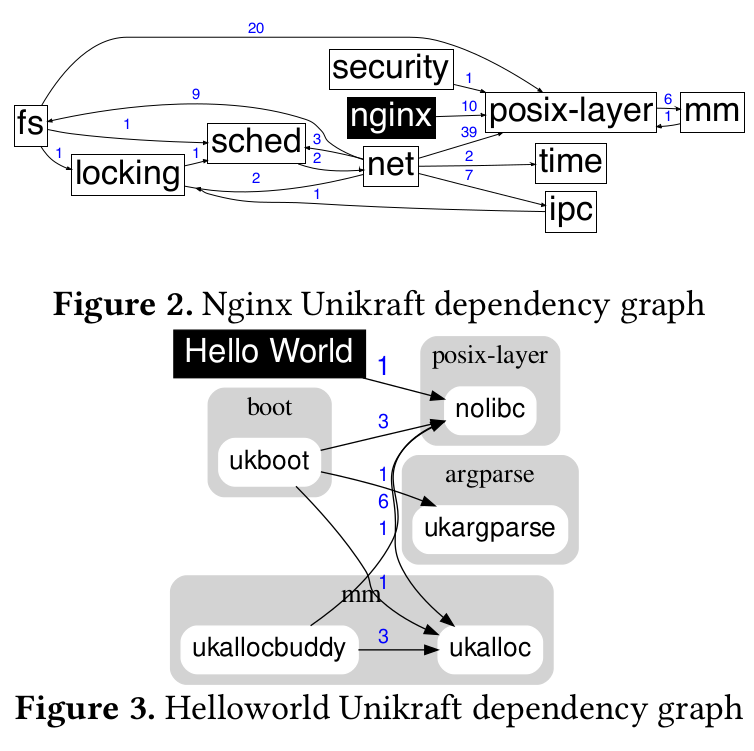 20
security
1
9
nginx
10
posix-layer
6
1
mm
fs
1
sched
3
39
2
net
2
time
1
locking
1
2
7
1
ipc
Figure 2. Nginx Unikraft dependency graph
Hello World
1
posix-layer
nolibc
boot
3
ukboot
1
argparse
6
ukargparse
1
1
mm
ukallocbuddy
3
ukalloc
Figure 3. Helloworld Unikraft dependency graph